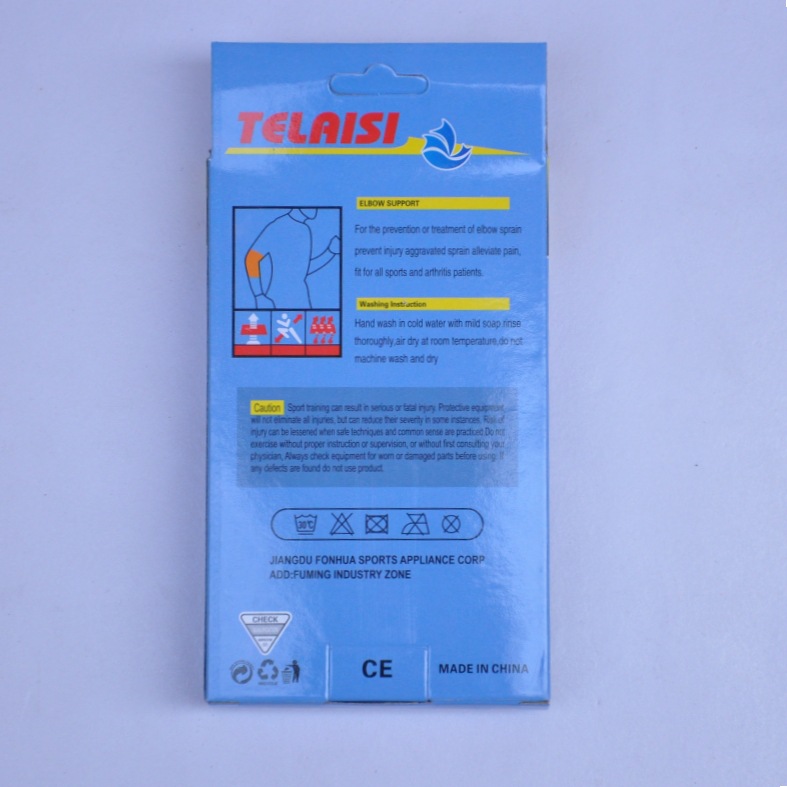 TELAISI
ELBOW SUPPORT
For the prevention or treatment of elbow sprain
prevent injury aggravated sprain alleviate pain,
fit for all sports and arthritis patients.
Washing Instruction
Hand wash in cold water with mild soap rinse
thoroughly,air dry at room temperature,do not
machine wash and dry
Caution Sport training can result in serious or fatal injury. Protective equipment
will not eliminate all injuries, but can reduce their severity in some instances. Risk of
injury can be lessened when safe techniques and common sense are practiced.Do not
exercise without proper instruction or supervision, or without first consulting your
physician, Always check equipment for worn or damaged parts before using. If
any defects are found do not use product.
30℃
JIANGDU FONHUA SPORTS APPLIANCE CORP
ADD:FUMING INDUSTRY ZONE
CHECK
CE
MADE IN CHINA